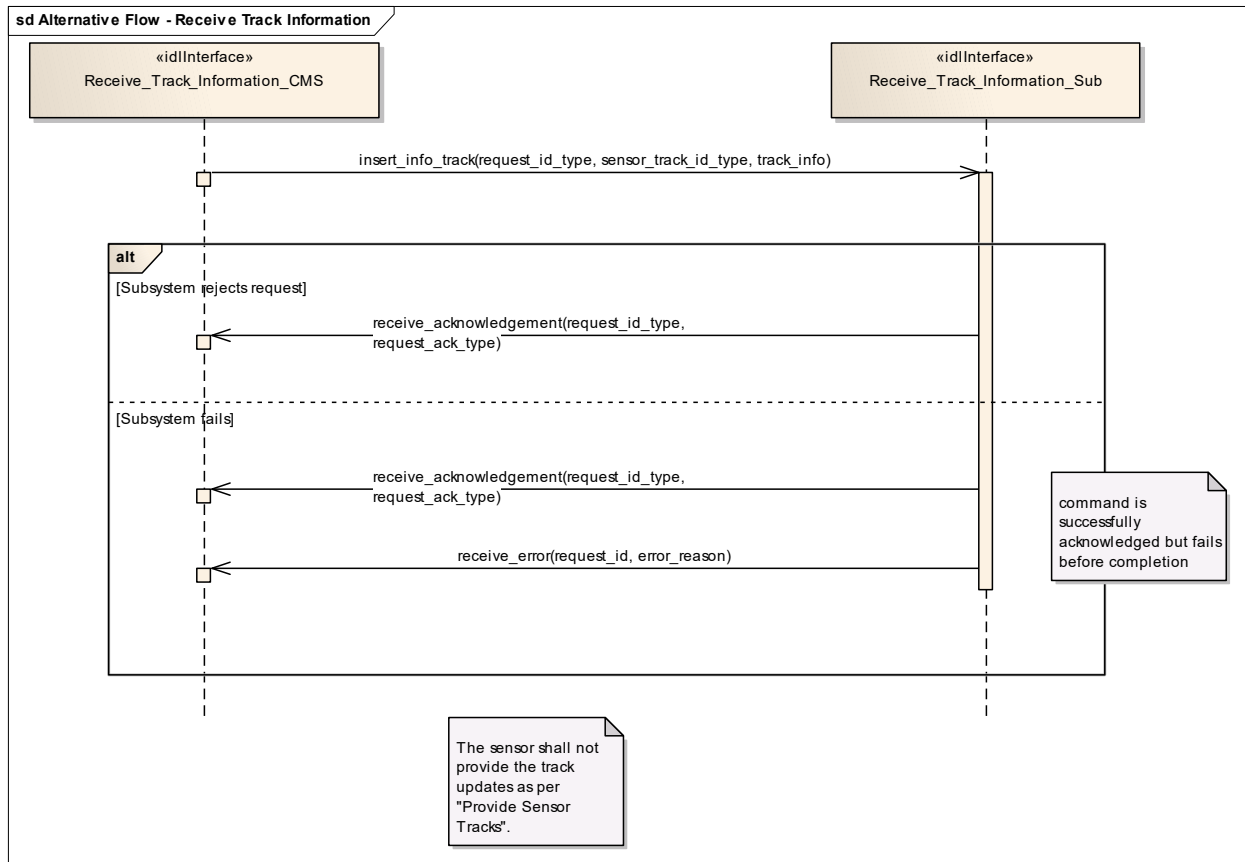 sd Alternative Flow - Receive Track Information
«idlInterface»
Receive_Track_Information_CMS
«idlInterface»
Receive_Track_Information_Sub
insert_info_track(request_id_type, sensor_track_id_type, track_info)
alt
[Subsystem rejects request]
receive_acknowledgement(request_id_type,
request_ack_type)
[Subsystem fails]
receive_acknowledgement(request_id_type,
request_ack_type)
command is
successfully
acknowledged but fails
before completion
receive_error(request_id, error_reason)
The sensor shall not
provide the track
updates as per
"Provide Sensor
Tracks".